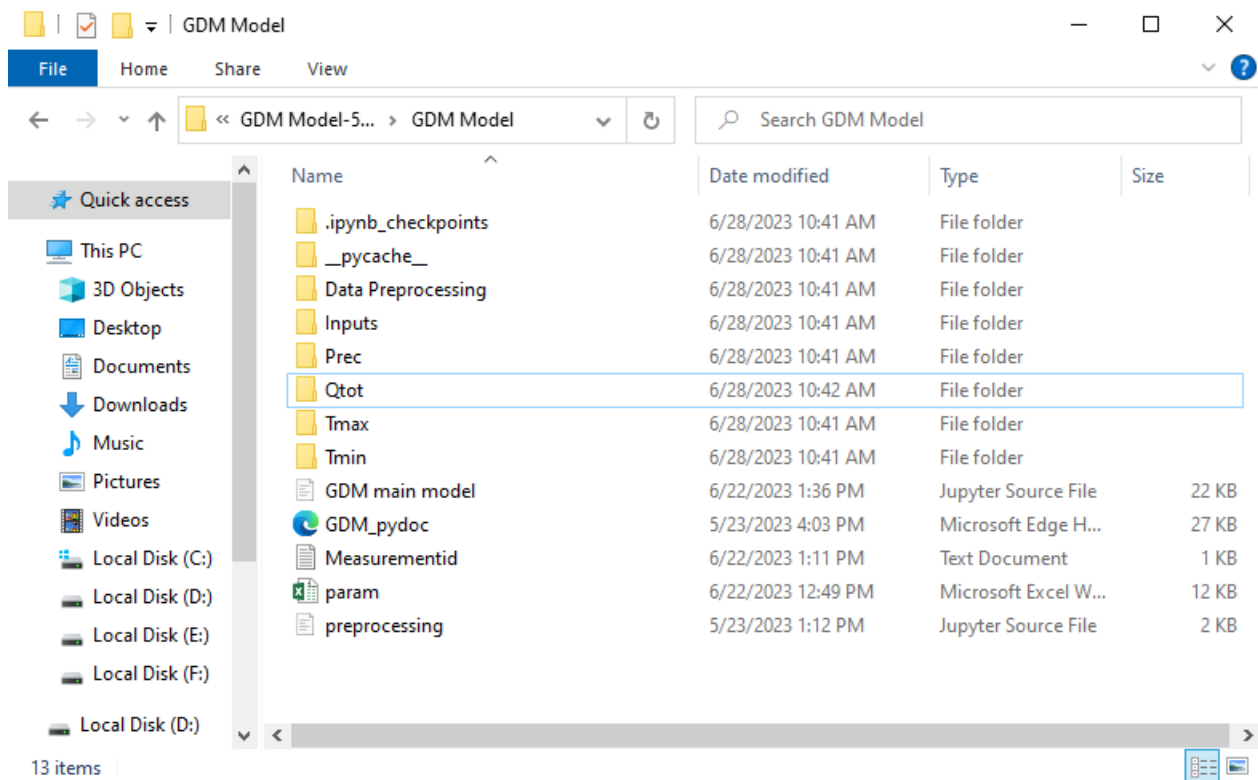 GDM Model
File Home Share View
« GDM Model-5... › GDM Model Search GDM Model
Name Date modified Type Size
Quick access
This PC
3D Objects
Desktop
Documents
Downloads
Music
Pictures
Videos
Local Disk (C:)
Local Disk (D:)
Local Disk (E:)
Local Disk (F:)
Local Disk (D:)
.ipynb_checkpoints 6/28/2023 10:41 AM File folder
__pycache__ 6/28/2023 10:41 AM File folder
Data Preprocessing 6/28/2023 10:41 AM File folder
Inputs 6/28/2023 10:41 AM File folder
Prec 6/28/2023 10:41 AM File folder
Qtot 6/28/2023 10:42 AM File folder
Tmax 6/28/2023 10:41 AM File folder
Tmin 6/28/2023 10:41 AM File folder
GDM main model 6/22/2023 1:36 PM Jupyter Source File 22 KB
GDM_pydoc 5/23/2023 4:03 PM Microsoft Edge H... 27 KB
Measurementid 6/22/2023 1:11 PM Text Document 1 KB
param 6/22/2023 12:49 PM Microsoft Excel W... 12 KB
preprocessing 5/23/2023 1:12 PM Jupyter Source File 2 KB
13 items